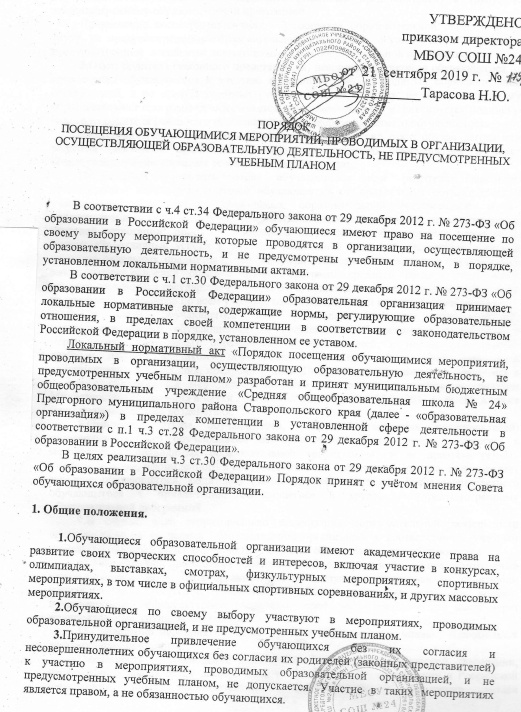 УТВЕРЖДЕНО
приказом директора
МБОУ СОШ №24
от 21 сентября 2019 г. №
Тарасова Н.Ю.
МБОУ
СОШ №24
ПОРЯДОК
ПОСЕЩЕНИЯ ОБУЧАЮЩИМИСЯ МЕРОПРИЯТИЙ, ПРОВОДИМЫХ В ОРГАНИЗАЦИИ,
ОСУЩЕСТВЛЯЮЩЕЙ ОБРАЗОВАТЕЛЬНУЮ ДЕЯТЕЛЬНОСТЬ, НЕ ПРЕДУСМОТРЕННЫХ
УЧЕБНЫМ ПЛАНОМ
В соответствии с ч.4 ст.34 Федерального закона от 29 декабря 2012 г. № 273-ФЗ «Об
образовании в Российской Федерации» обучающиеся имеют право на посещение по
своему выбору мероприятий, которые проводятся в организации, осуществляющей
образовательную деятельность, и не предусмотрены учебным планом, в порядке,
установленном локальными нормативными актами.
В соответствии с ч.1 ст.30 Федерального закона от 29 декабря 2012 г. № 273-ФЗ «Об
образовании в Российской Федерации» образовательная организация принимает
локальные нормативные акты, содержащие нормы, регулирующие образовательные
отношения, в пределах своей компетенции в соответствии с законодательством
Российской Федерации в порядке, установленном ее уставом.
Локальный нормативный акт «Порядок посещения обучающимися мероприятий,
проводимых в организации, осуществляющую образовательную деятельность, не
предусмотренных учебным планом» разработан и принят муниципальным бюджетным
общеобразовательным учреждение «Средняя общеобразовательная школа № 24»
Предгорного муниципального района Ставропольского края (далее - «образовательная
организация») в пределах компетенции в установленной сфере деятельности в
соответствии с п.1 ч.3 ст.28 Федерального закона от 29 декабря 2012 г. № 273-ФЗ «Об
образовании в Российской Федерации».
В целях реализации ч.3 ст.30 Федерального закона от 29 декабря 2012 г. № 273-ФЗ
«Об образовании в Российской Федерации» Порядок принят с учётом мнения Совета
обучающихся образовательной организации.
1. Общие положения.
1.Обучающиеся образовательной организации имеют академические права на
развитие своих творческих способностей и интересов, включая участие в конкурсах,
олимпиадах, выставках, смотрах, физкультурных мероприятиях, спортивных
мероприятиях, в том числе в официальных спортивных соревнованиях, и других массовых
мероприятиях.
2.Обучающиеся по своему выбору участвуют в мероприятиях, проводимых
образовательной организацией, и не предусмотренных учебным планом.
3.Принудительное привлечение обучающихся без их согласия и
несовершеннолетних обучающихся без согласия их родителей (законных представителей)
к участию в мероприятиях, проводимых образовательной организацией, и не
предусмотренных учебным планом, не допускается. Участие в таких мероприятиях
является правом, а не обязанностью обучающихся.
СОШ №24